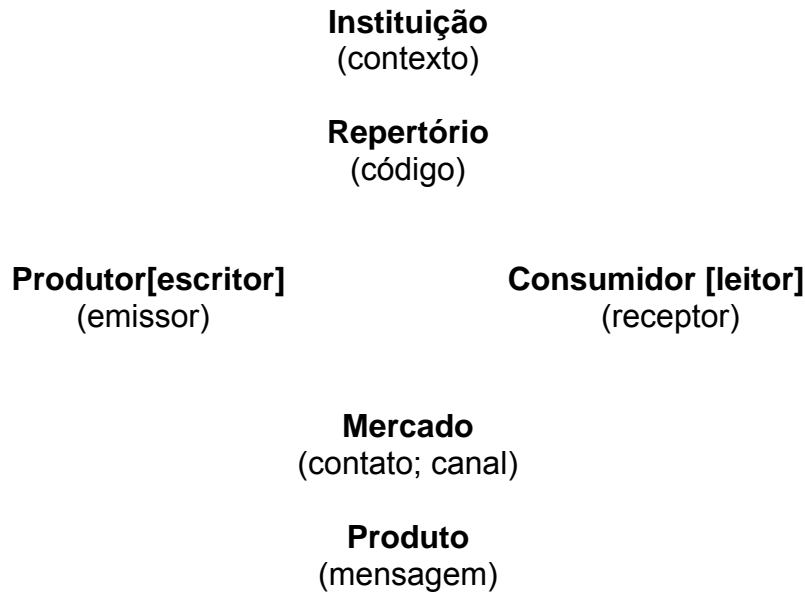 Instituição
(contexto)
Repertório
(código)
Produtor[escritor]
(emissor)
Consumidor [leitor]
(receptor)
Mercado
(contato; canal)
Produto
(mensagem)